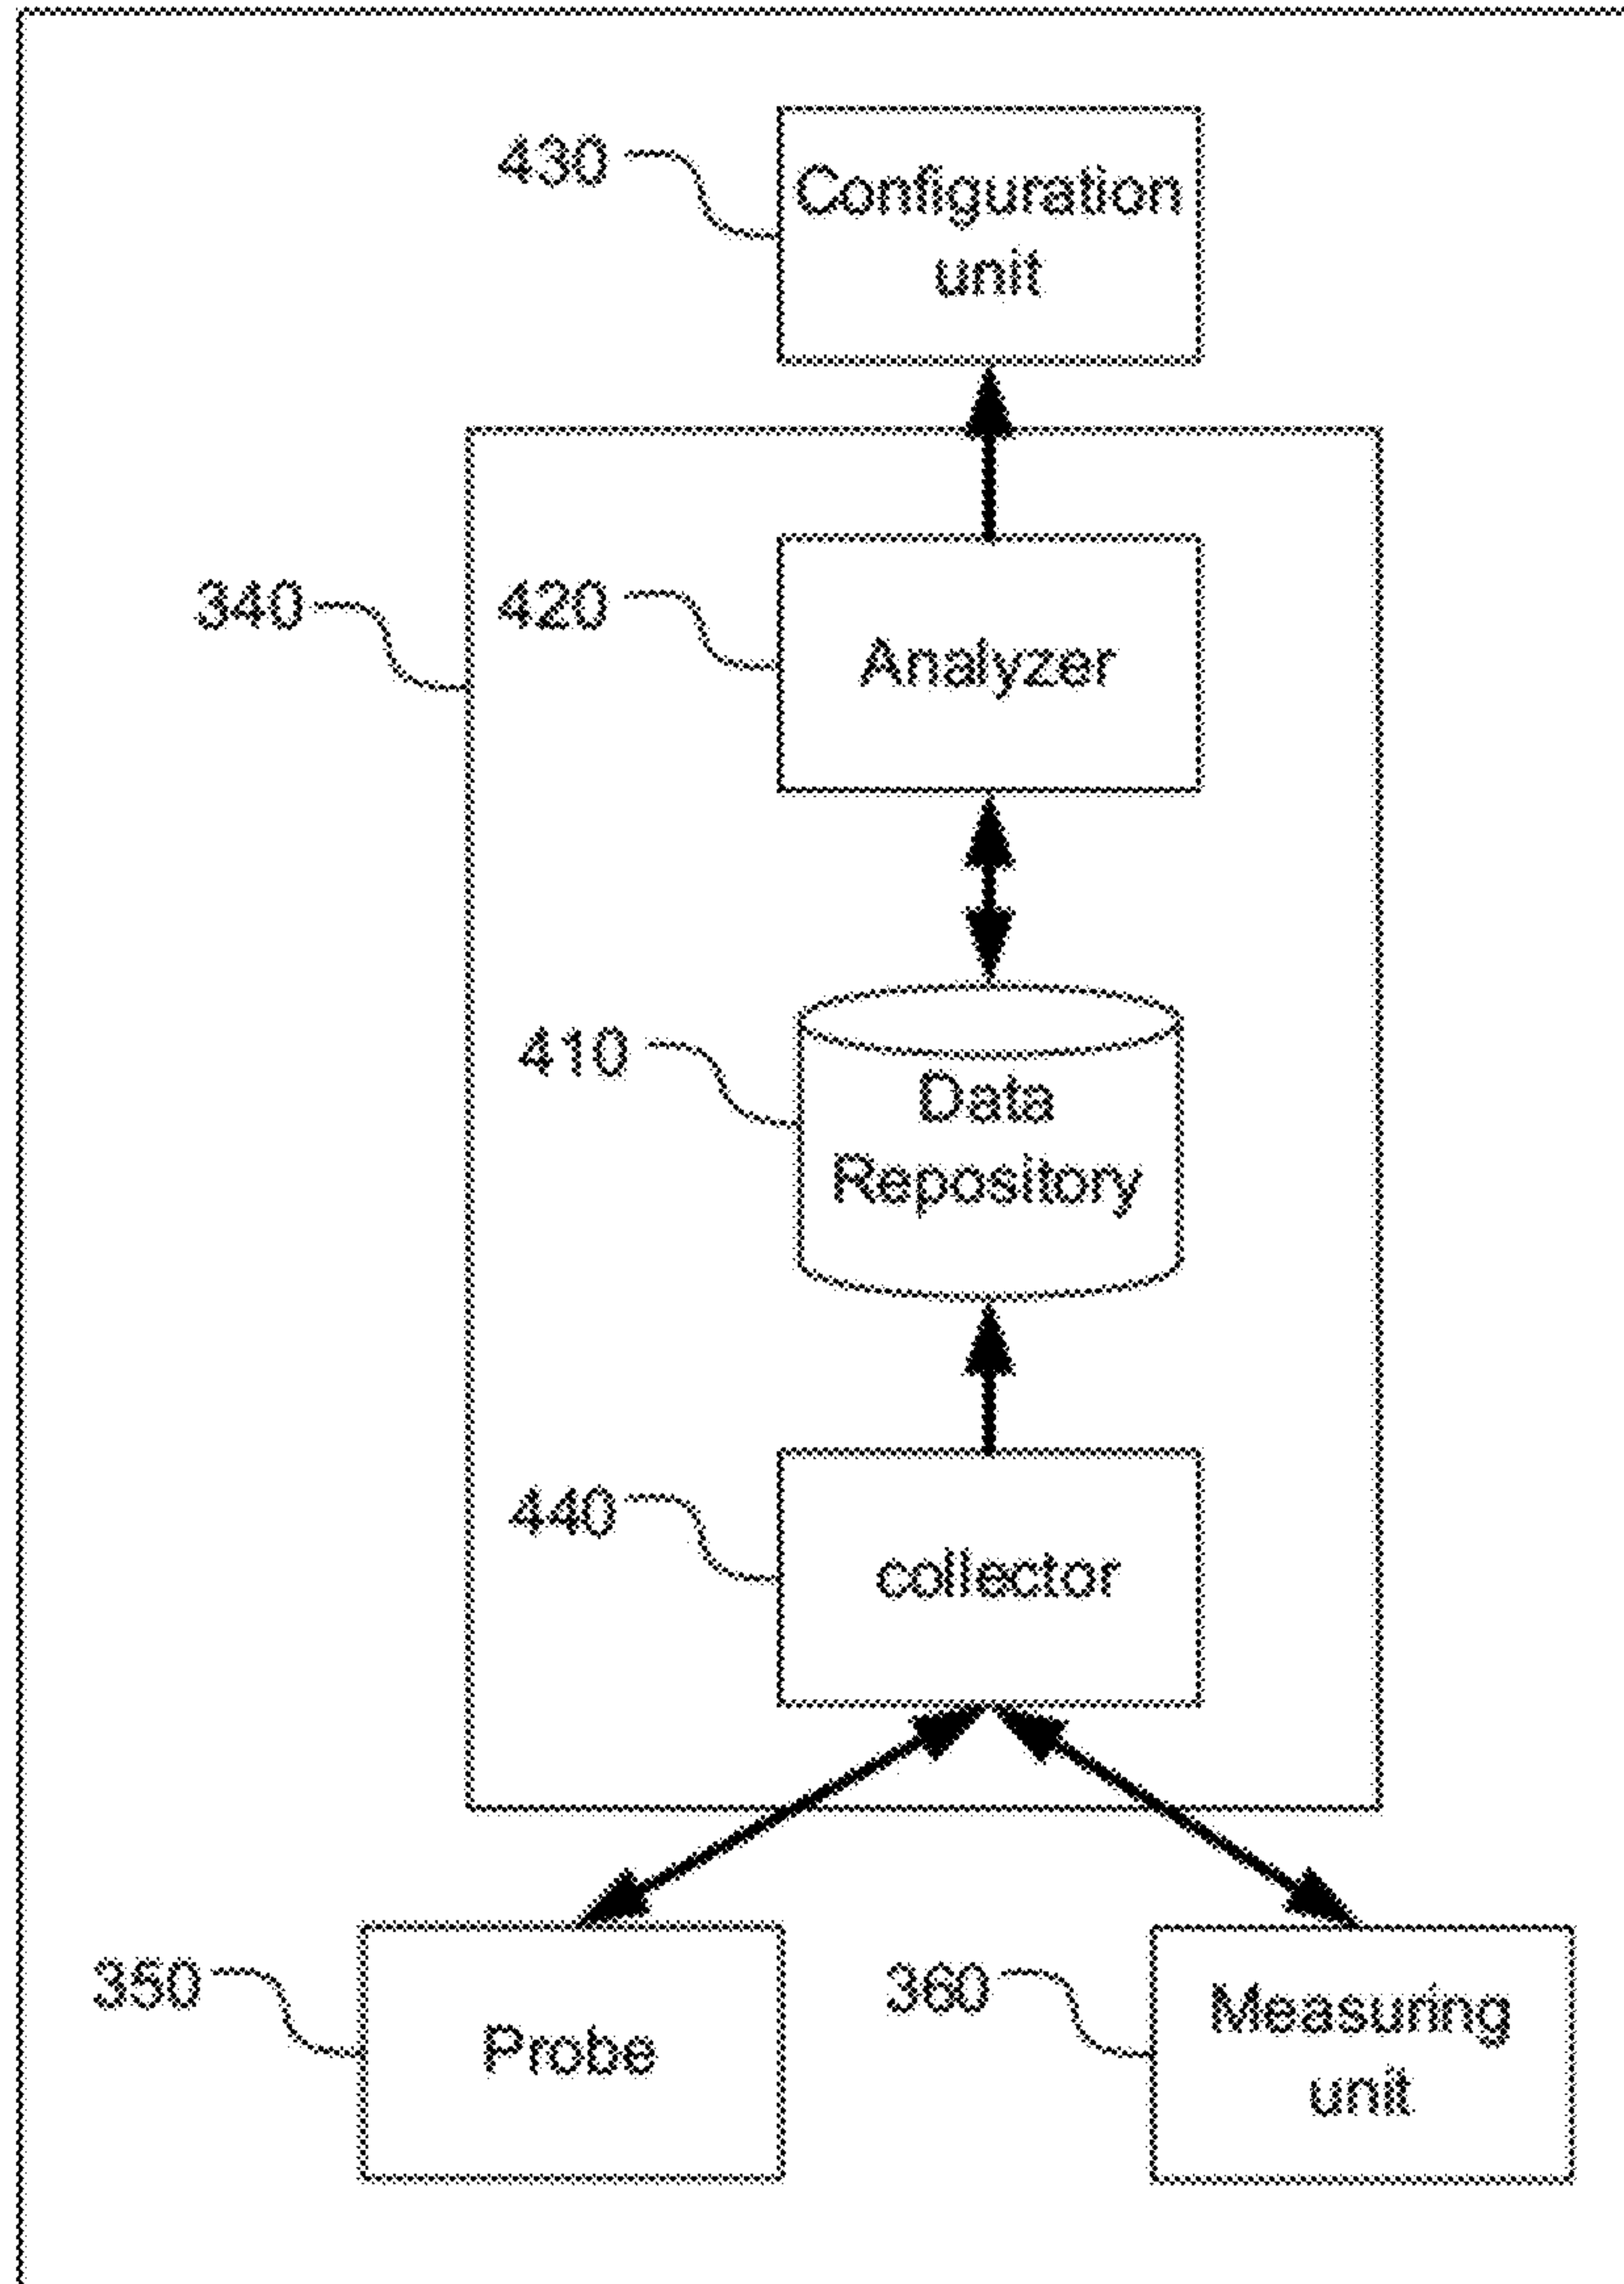 430
Configuration
unit
340
420
Analyzer
410
Data
Repository
440
collector
350
Probe
360
Measuring
unit